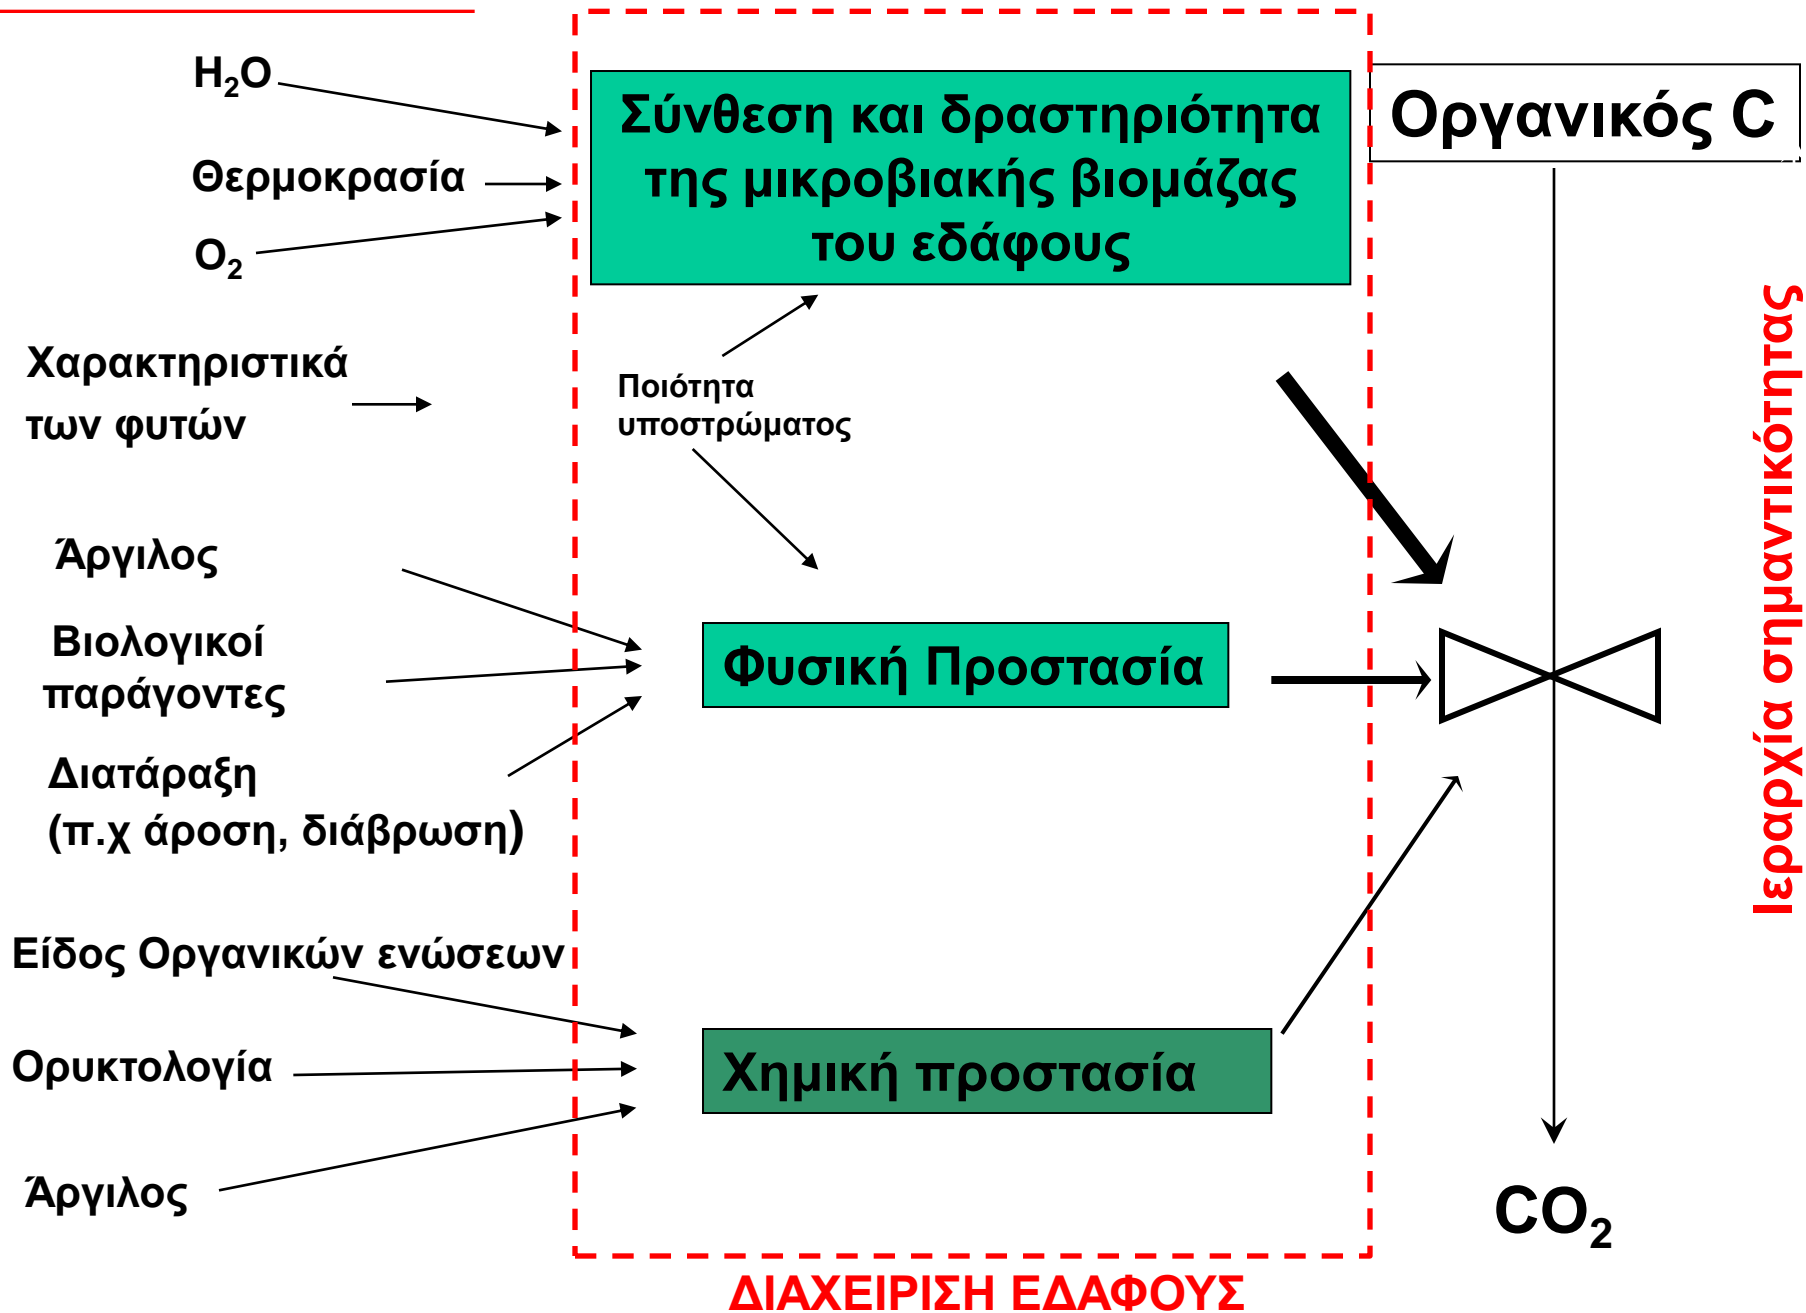 H₂O
Θερμοκρασία
O₂
Σύνθεση και δραστηριότητα
της μικροβιακής βιομάζας
του εδάφους
Οργανικός C
Χαρακτηριστικά
των φυτών
Ποιότητα
υποστρώματος
Άργιλος
Βιολογικοί
παράγοντες
Διατάραξη
(π.χ άροση, διάβρωση)
Φυσική Προστασία
Είδος Οργανικών ενώσεων
Ορυκτολογία
Άργιλος
Χημική προστασία
CO₂
Ιεραρχία σημαντικότητας
ΔΙΑΧΕΙΡΙΣΗ ΕΔΑΦΟΥΣ